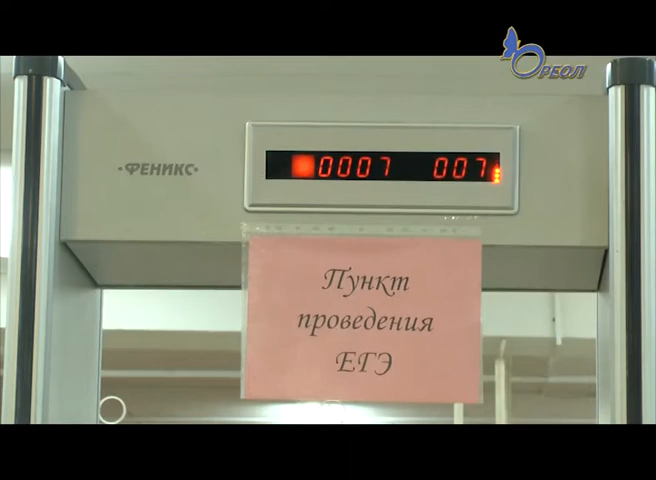 ОРЕОЛ
·ФЕНИКС·
0007 007
Пункт
проведения
ЕГЭ